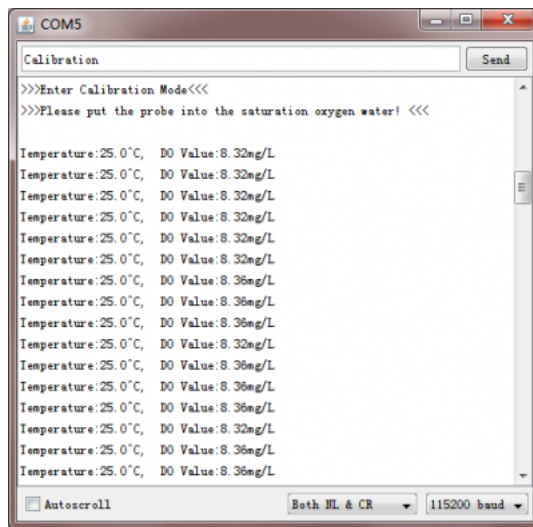 COM5
Calibration
Send
>>>Enter Calibration Mode<<<
>>>Please put the probe into the saturation oxygen water! <<<
Temperature:25.0^C, DO Value:8.32mg/L
Temperature:25.0^C, DO Value:8.32mg/L
Temperature:25.0^C, DO Value:8.32mg/L
Temperature:25.0^C, DO Value:8.32mg/L
Temperature:25.0^C, DO Value:8.32mg/L
Temperature:25.0^C, DO Value:8.32mg/L
Temperature:25.0^C, DO Value:8.36mg/L
Temperature:25.0^C, DO Value:8.36mg/L
Temperature:25.0^C, DO Value:8.36mg/L
Temperature:25.0^C, DO Value:8.32mg/L
Temperature:25.0^C, DO Value:8.36mg/L
Temperature:25.0^C, DO Value:8.36mg/L
Temperature:25.0^C, DO Value:8.36mg/L
Temperature:25.0^C, DO Value:8.32mg/L
Temperature:25.0^C, DO Value:8.36mg/L
Temperature:25.0^C, DO Value:8.36mg/L
Autoscroll
Both NL & CR
115200 baud